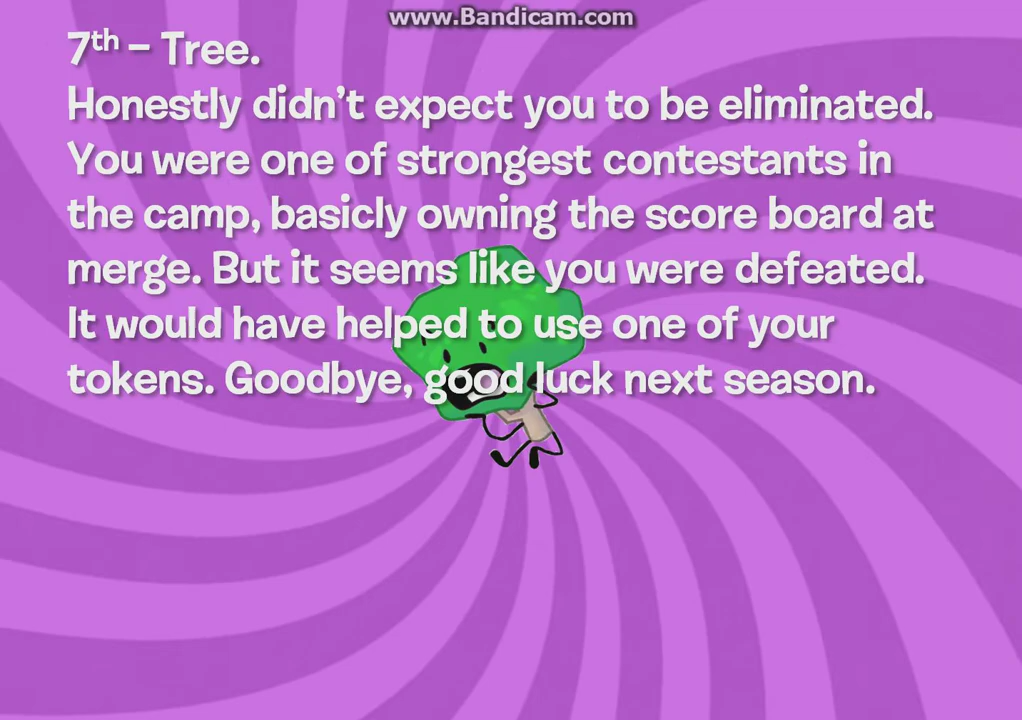 www.Bandicam.com
7th – Tree.
Honestly didn't expect you to be eliminated.
You were one of strongest contestants in
the camp, basicly owning the score board at
merge. But it seems like you were defeated.
It would have helped to use one of your
tokens. Goodbye, good luck next season.